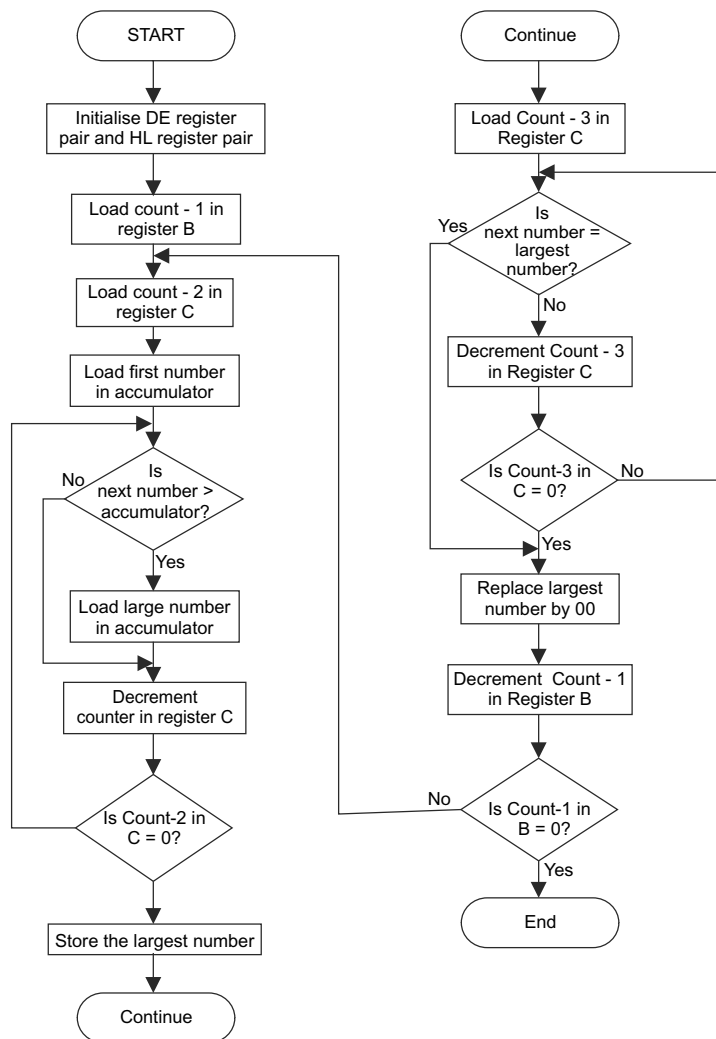 START
Initialise DE register
pair and HL register pair
Load count - 1 in
register B
Load count - 2 in
register C
Load first number
in accumulator
No
Is
next number >
accumulator?
Yes
Load large number
in accumulator
Decrement
counter in register C
Is Count-2 in
C = 0?
Store the largest number
Continue
Continue
Load Count - 3 in
Register C
Yes
Is
next number =
largest
number?
No
Decrement Count - 3
in Register C
Is Count-3 in
C = 0?
No
Yes
Replace largest
number by 00
Decrement Count - 1
in Register B
No
Is Count-1 in
B = 0?
Yes
End